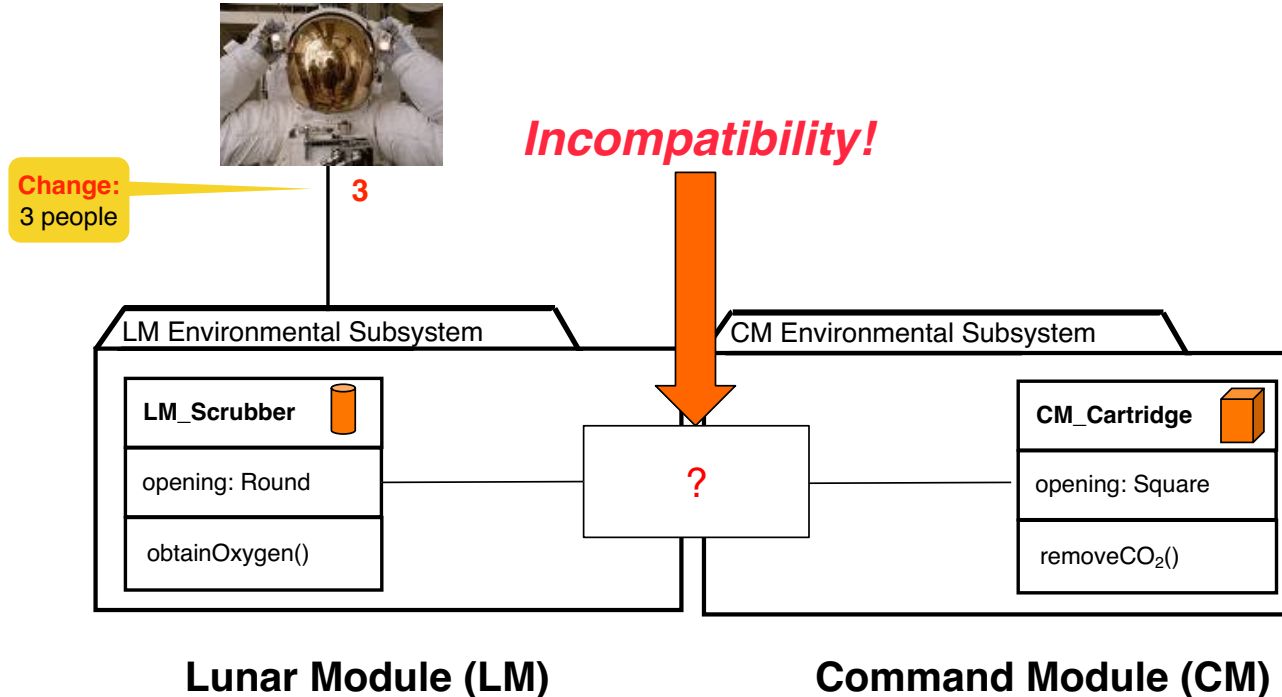 Incompatibility!
Change:
3 people
3
LM Environmental Subsystem
CM Environmental Subsystem
LM_Scrubber
opening: Round
obtainOxygen()
?
CM_Cartridge
opening: Square
removeCO₂()
Lunar Module (LM)
Command Module (CM)